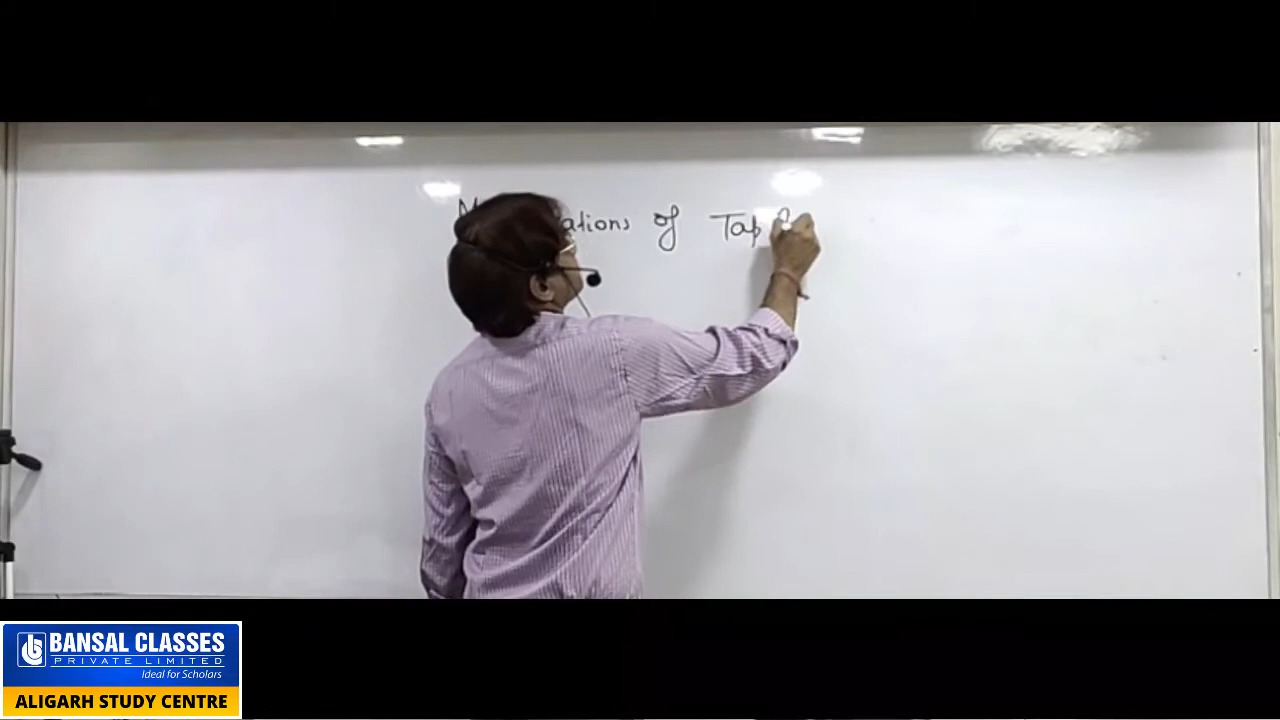 ations of Tap
BANSAL CLASSES
PRIVATE LIMITED
Ideal for Scholars
ALIGARH STUDY CENTRE